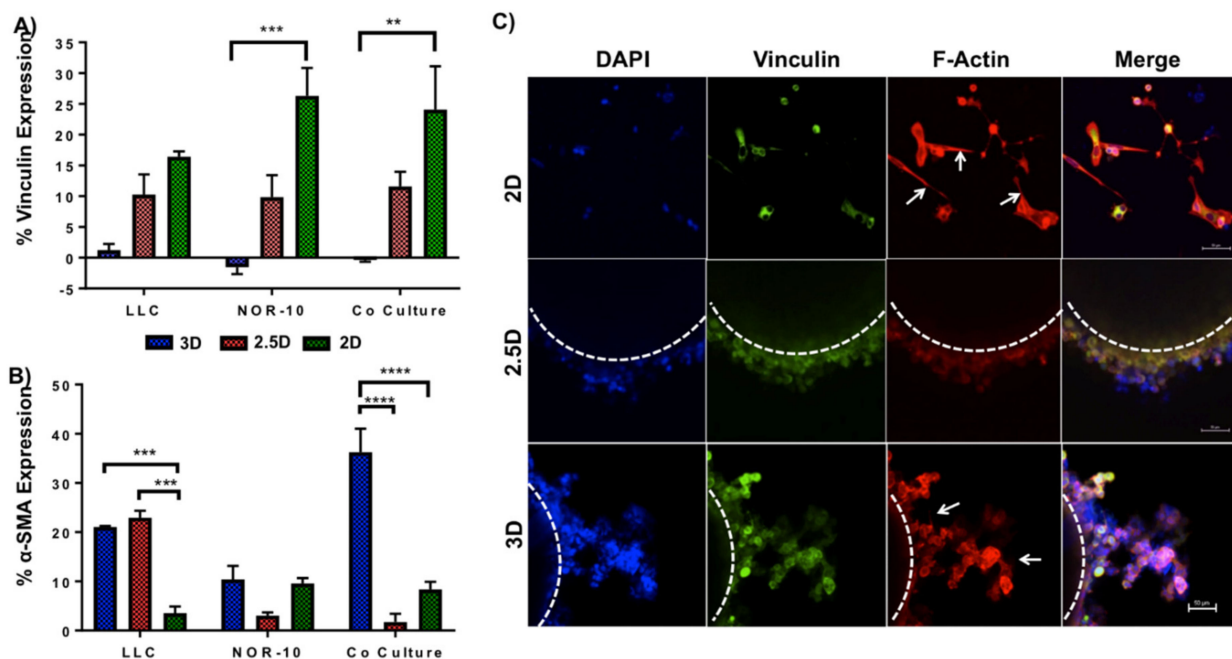 A)
% Vinculin Expression
35
30
25
20
15
10
5
0
-5
***
**
LLC
NOR-10
Co Culture
3D
2.5D
2D
B)
% α-SMA Expression
50
40
30
20
10
0
***
***
****
****
LLC
NOR-10
Co Culture
C)
DAPI
Vinculin
F-Actin
Merge
2D
2.5D
3D
50 μm